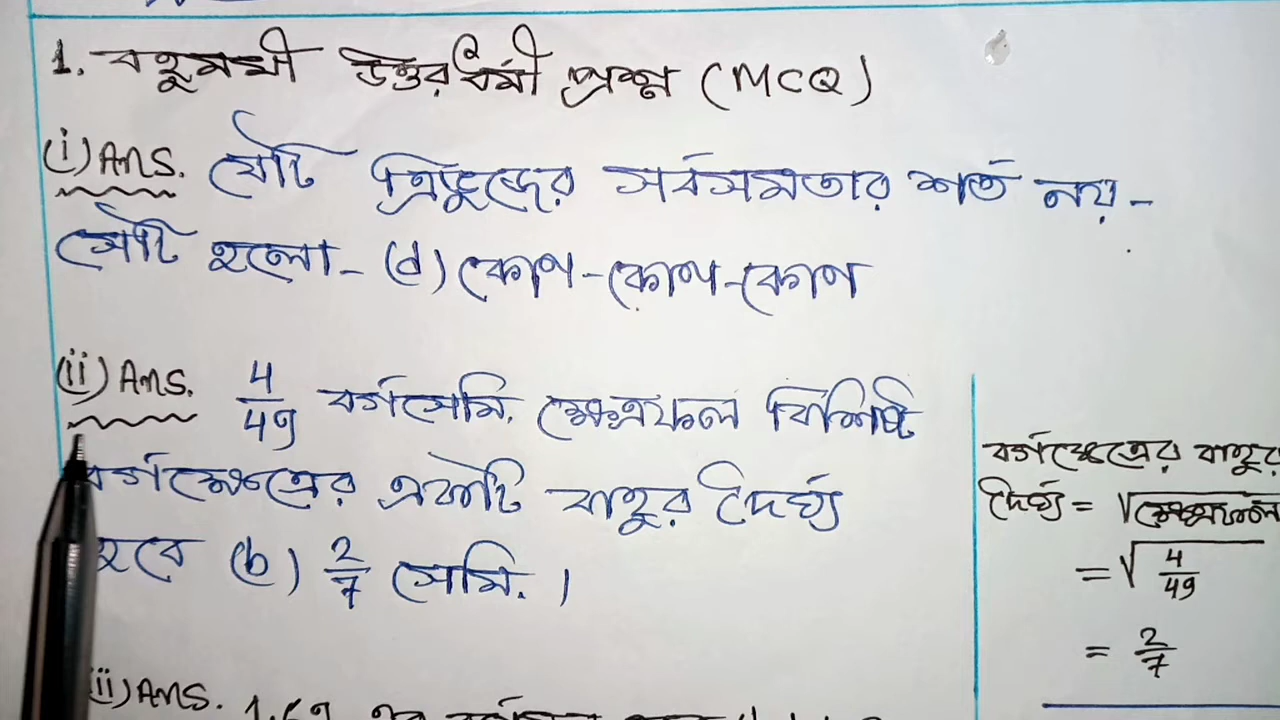 1. বহুমুখী উত্তরধর্মী প্রশ্ন (MCQ)
(i) Ans. যেটি ত্রিভুজের সর্বসমতার শর্ত নয় -
সেটি হলো - (d) কোণ - কোণ - কোণ
(ii) Ans. 4/49 বর্গসেমি. ক্ষেত্রফল বিশিষ্ট
বর্গক্ষেত্রের একটি বাহুর দৈর্ঘ্য
হবে (b) 2/7 সেমি. ।
বর্গক্ষেত্রের বাহুর
দৈর্ঘ্য = √ক্ষেত্রফল
= √4/49
= 2/7
(ii) Ans.